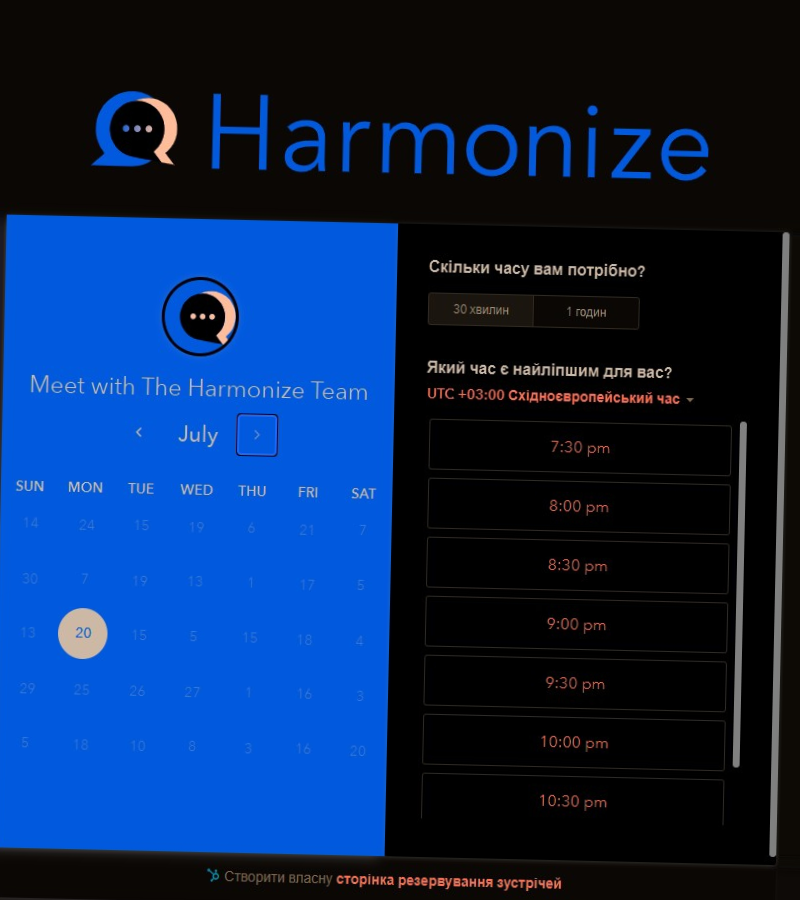 Harmonize
Meet with The Harmonize Team
July
SUN MON TUE WED THU FRI SAT
14 24 15 19 6 21 7
30 7 19 13 1 17 5
13 20 15 5 15 18 4
29 25 26 27 1 16 3
5 18 10 8 3 16 20
Скільки часу вам потрібно?
30 хвилин 1 годин
Який час є найліпшим для вас?
UTC +03:00 Східноєвропейський час
7:30 pm
8:00 pm
8:30 pm
9:00 pm
9:30 pm
10:00 pm
10:30 pm
Створити власну сторінка резервування зустрічей